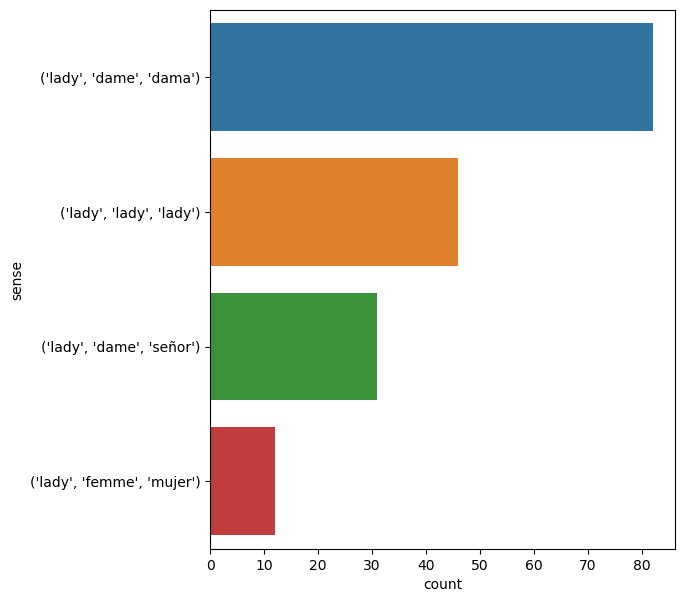 ('lady', 'dame', 'dama')
('lady', 'lady', 'lady')
('lady', 'dame', 'señor')
('lady', 'femme', 'mujer')
sense
0 10 20 30 40 50 60 70 80
count